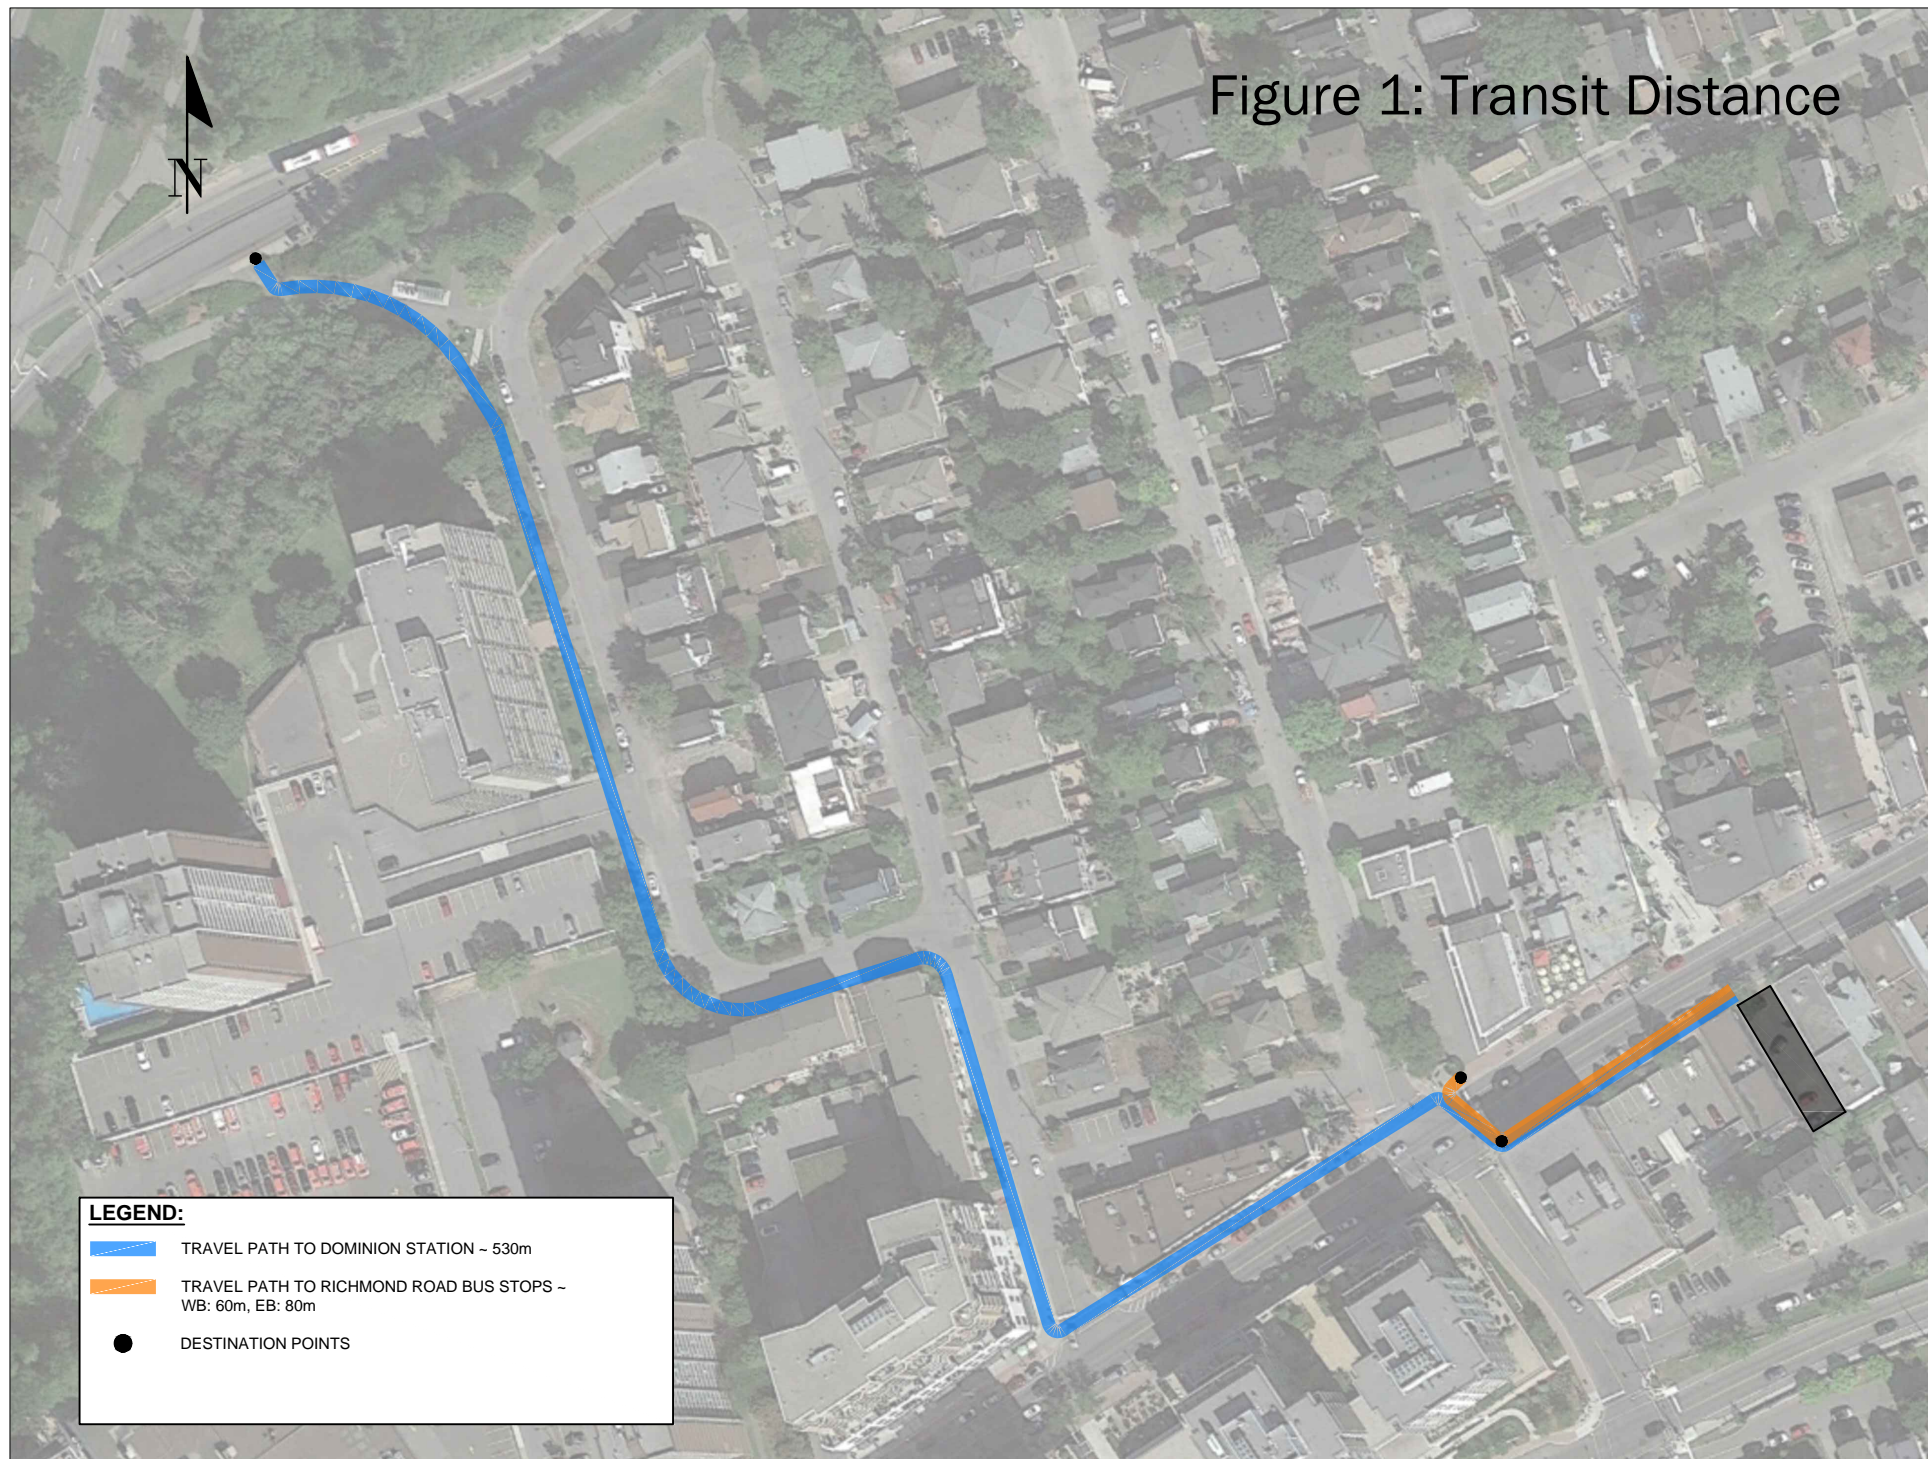 Figure 1: Transit Distance
N
LEGEND:
TRAVEL PATH TO DOMINION STATION ~ 530m
TRAVEL PATH TO RICHMOND ROAD BUS STOPS ~
WB: 60m, EB: 80m
DESTINATION POINTS